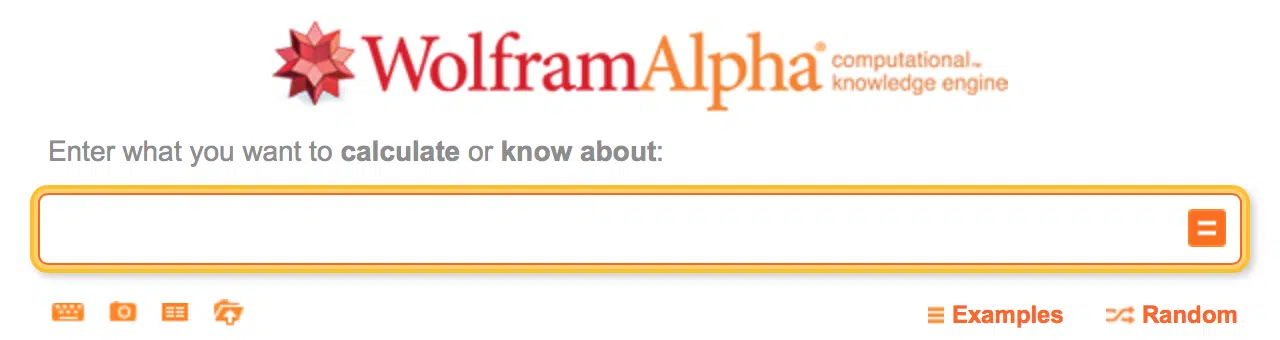 WolframAlpha® computational™ knowledge engine
Enter what you want to calculate or know about:
=
Examples
Random